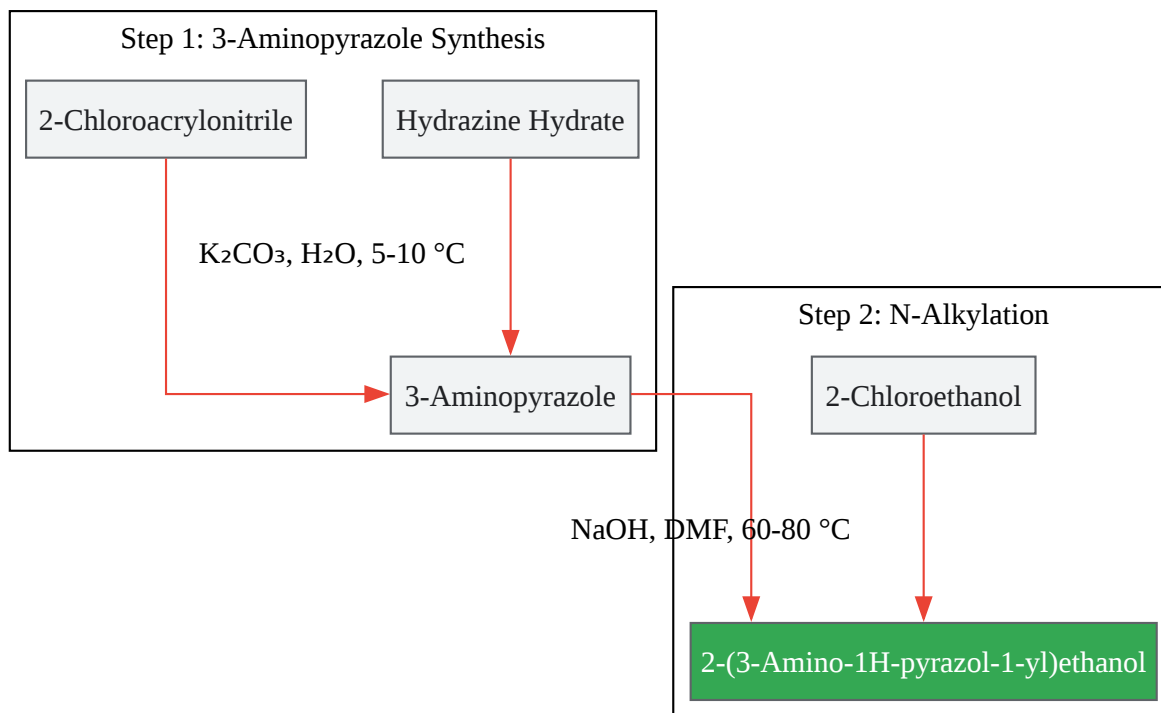 Step 1: 3-Aminopyrazole Synthesis
2-Chloroacrylonitrile
Hydrazine Hydrate
K₂CO₃, H₂O, 5-10 °C
3-Aminopyrazole
Step 2: N-Alkylation
2-Chloroethanol
NaOH, DMF, 60-80 °C
2-(3-Amino-1H-pyrazol-1-yl)ethanol